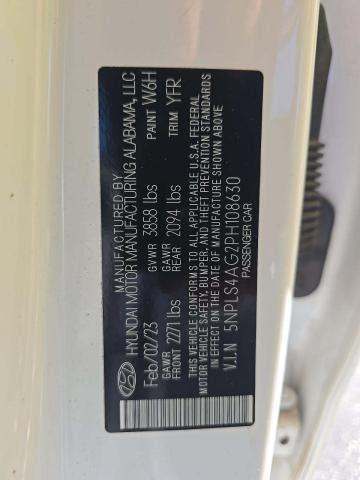 MANUFACTURED BY
HYUNDAI MOTOR MANUFACTURING ALABAMA, LLC
Feb/02/23 GVWR 3858 lbs PAINT W6H
GAWR FRONT 2271 lbs GAWR REAR 2094 lbs TRIM YFR
THIS VEHICLE CONFORMS TO ALL APPLICABLE U.S.A. FEDERAL
MOTOR VEHICLE SAFETY, BUMPER, AND THEFT PREVENTION STANDARDS
IN EFFECT ON THE DATE OF MANUFACTURE SHOWN ABOVE.
V.I.N 5NPLS4AG2PH108630
PASSENGER CAR